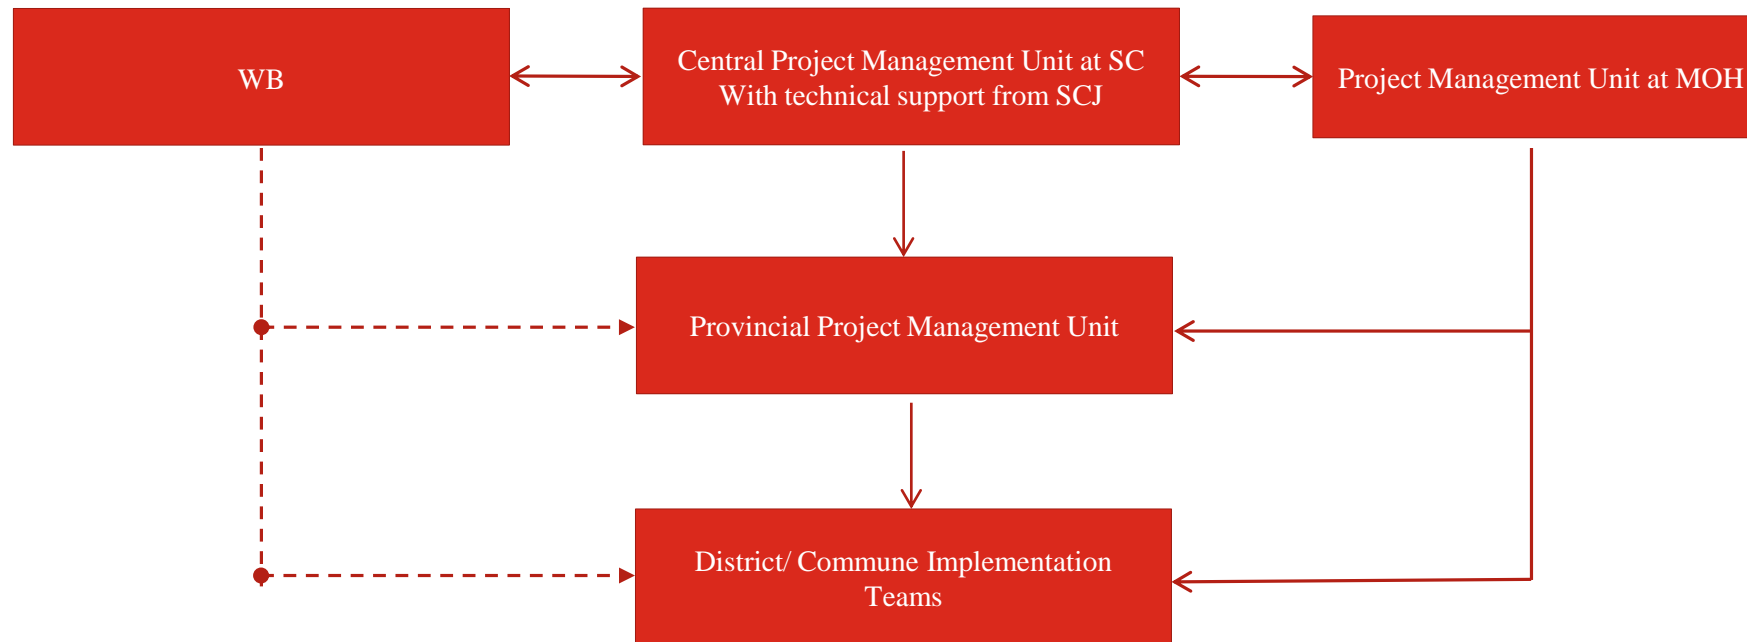 WB
Central Project Management Unit at SC
With technical support from SCJ
Project Management Unit at MOH
Provincial Project Management Unit
District/ Commune Implementation
Teams